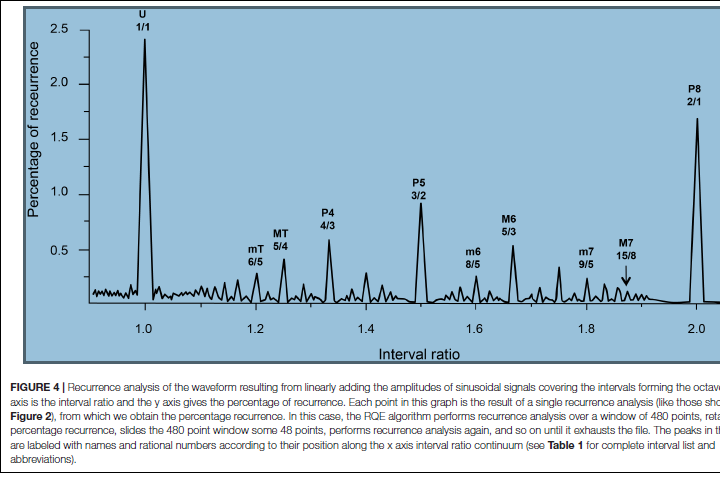 U
1/1
2.5
P8
2/1
2.0
1.5
P5
3/2
1.0
P4
4/3
M6
5/3
MT
5/4
M7
15/8
mT
6/5
m6
8/5
m7
9/5
0.5
Percentage of receurrence
1.0 1.2 1.4 1.6 1.8 2.0
Interval ratio
FIGURE 4 | Recurrence analysis of the waveform resulting from linearly adding the amplitudes of sinusoidal signals covering the intervals forming the octave
axis is the interval ratio and the y axis gives the percentage of recurrence. Each point in this graph is the result of a single recurrence analysis (like those
Figure 2), from which we obtain the percentage recurrence. In this case, the RQE algorithm performs recurrence analysis over a window of 480 points,
percentage recurrence, slides the 480 point window some 48 points, performs recurrence analysis again, and so on until it exhausts the file. The peaks in
are labeled with names and rational numbers according to their position along the x axis interval ratio continuum (see Table 1 for complete interval list and
abbreviations).